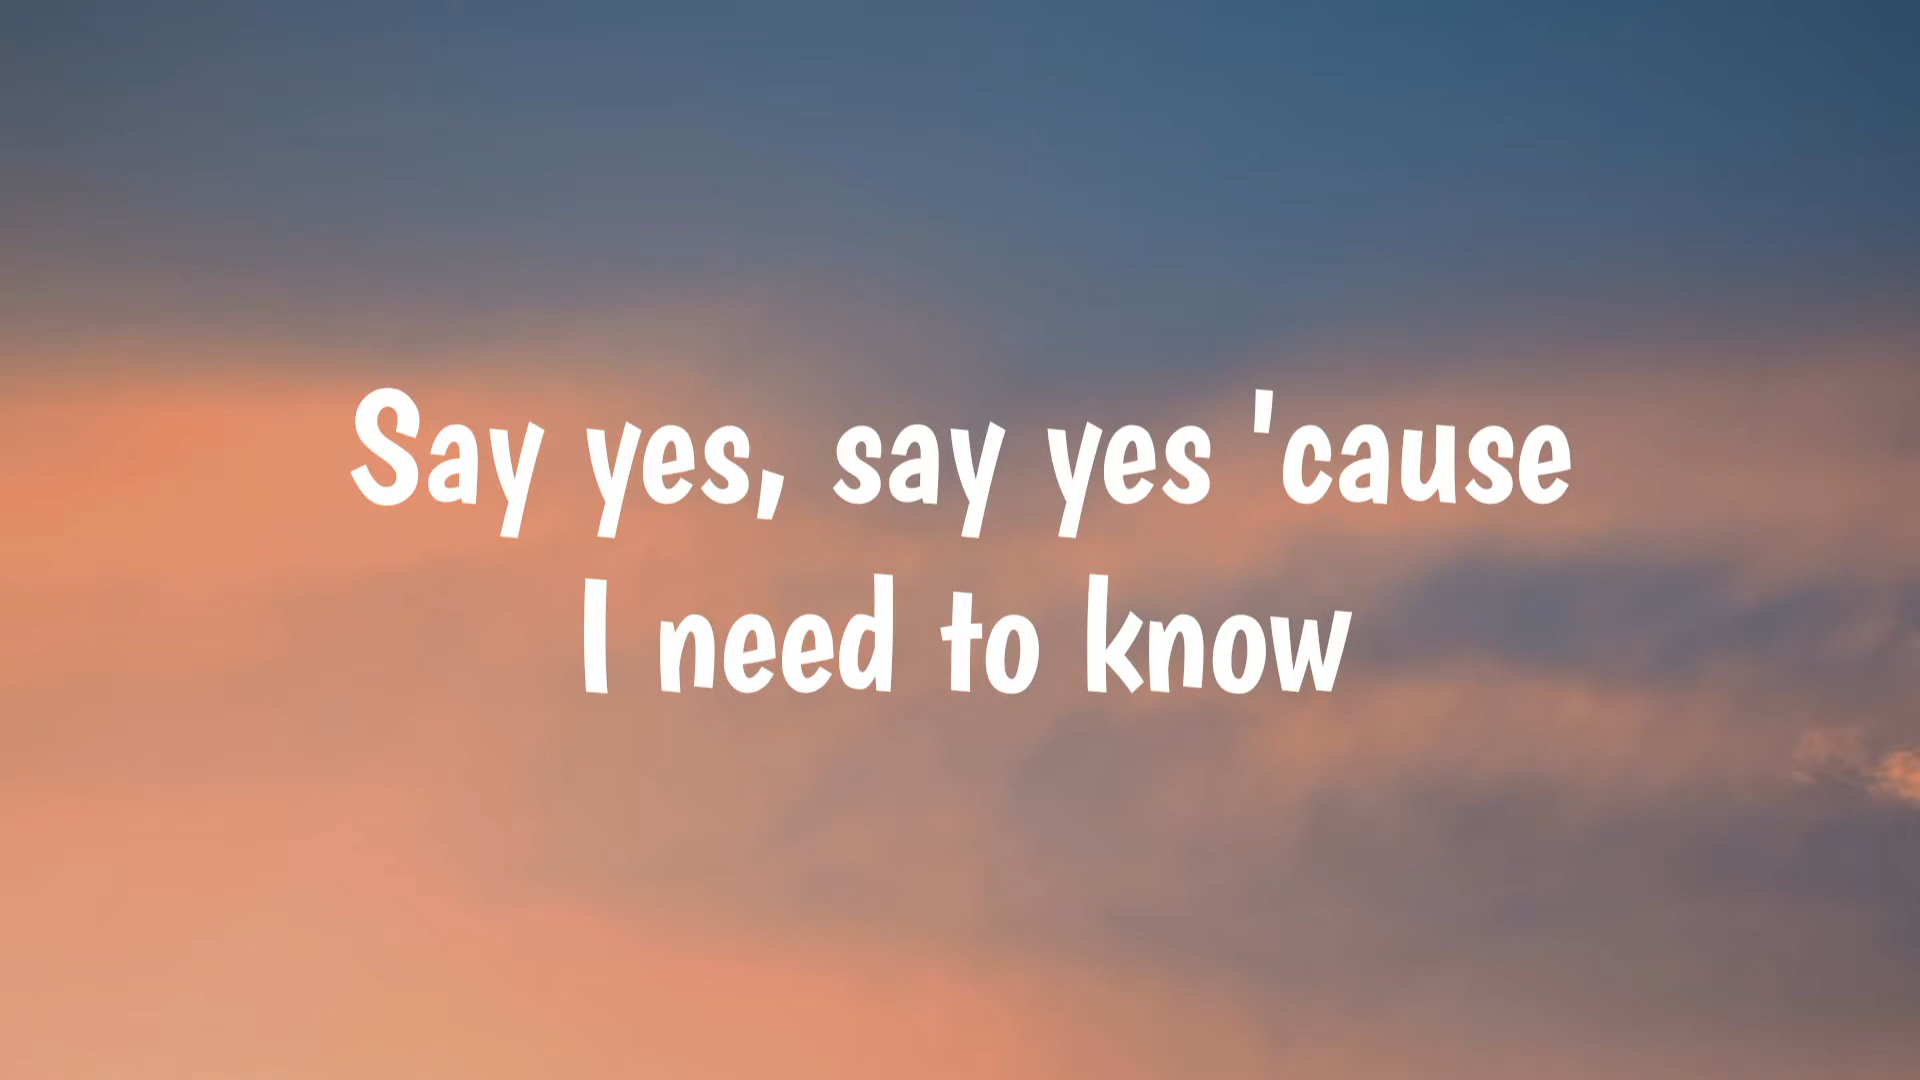 Say yes, say yes 'cause
I need to know